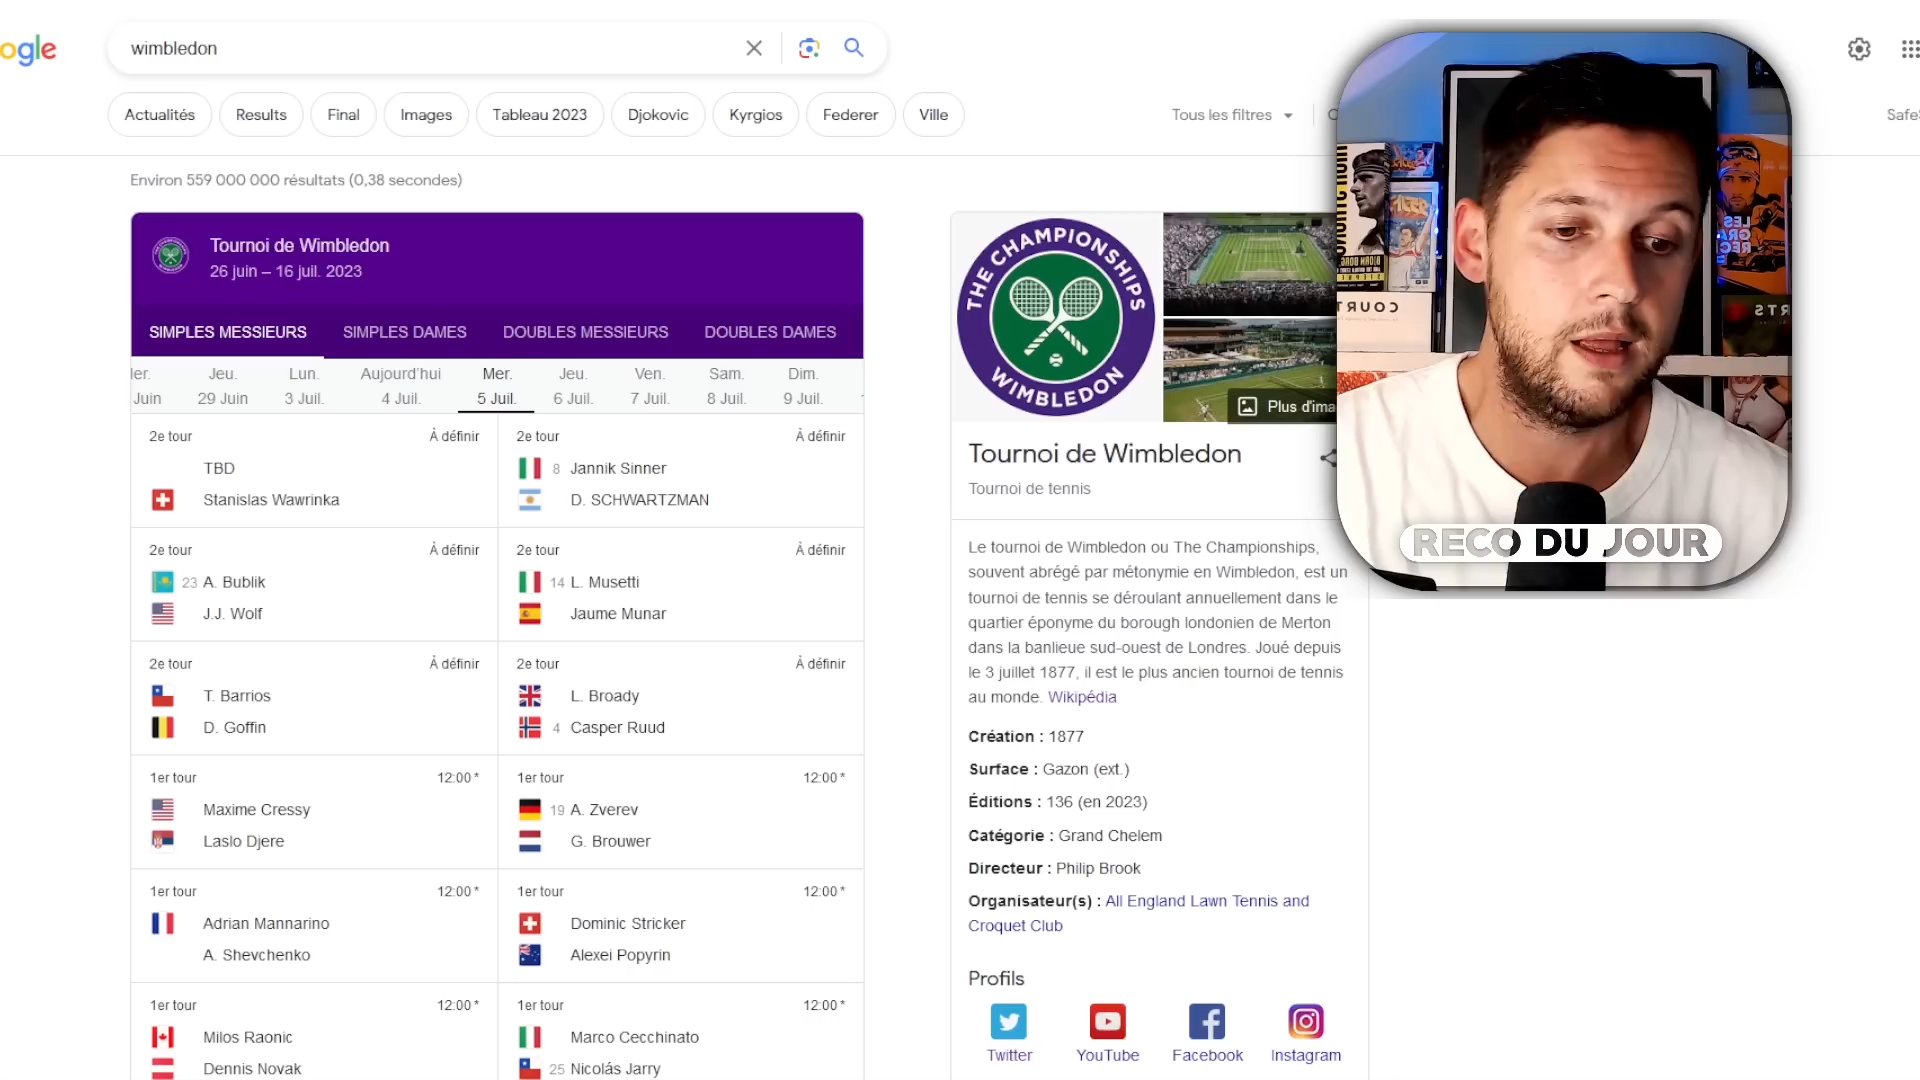 ogle
wimbledon
Actualités
Results
Final
Images
Tableau 2023
Djokovic
Kyrgios
Federer
Ville
Tous les filtres
Environ 559 000 000 résultats (0,38 secondes)
Tournoi de Wimbledon
26 juin – 16 juil. 2023
SIMPLES MESSIEURS
SIMPLES DAMES
DOUBLES MESSIEURS
DOUBLES DAMES
Juin
Jeu.
29 Juin
Lun.
3 Juil.
Aujourd'hui
4 Juil.
Mer.
5 Juil.
Jeu.
6 Juil.
Ven.
7 Juil.
Sam.
8 Juil.
Dim.
9 Juil.
2e tour À définir
TBD
Stanislas Wawrinka
2e tour À définir
8 Jannik Sinner
D. SCHWARTZMAN
2e tour À définir
23 A. Bublik
J.J. Wolf
2e tour À définir
14 L. Musetti
Jaume Munar
2e tour À définir
T. Barrios
D. Goffin
2e tour À définir
L. Broady
4 Casper Ruud
1er tour 12:00 *
Maxime Cressy
Laslo Djere
1er tour 12:00 *
19 A. Zverev
G. Brouwer
1er tour 12:00 *
Adrian Mannarino
A. Shevchenko
1er tour 12:00 *
Dominic Stricker
Alexei Popyrin
1er tour 12:00 *
Milos Raonic
Dennis Novak
1er tour 12:00 *
Marco Cecchinato
25 Nicolás Jarry
THE CHAMPIONSHIPS
WIMBLEDON
Plus d'ima
Tournoi de Wimbledon
Tournoi de tennis
Le tournoi de Wimbledon ou The Championships,
souvent abrégé par métonymie en Wimbledon, est un
tournoi de tennis se déroulant annuellement dans le
quartier éponyme du borough londonien de Merton
dans la banlieue sud-ouest de Londres. Joué depuis
le 3 juillet 1877, il est le plus ancien tournoi de tennis
au monde. Wikipédia
Création : 1877
Surface : Gazon (ext.)
Éditions : 136 (en 2023)
Catégorie : Grand Chelem
Directeur : Philip Brook
Organisateur(s) : All England Lawn Tennis and
Croquet Club
Profils
Twitter
YouTube
Facebook
Instagram
RECO DU JOUR
COURT
LES